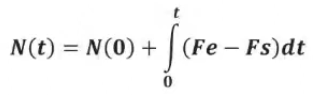 N(t) = N(0) + ∫₀ᵗ (Fe − Fs)dt